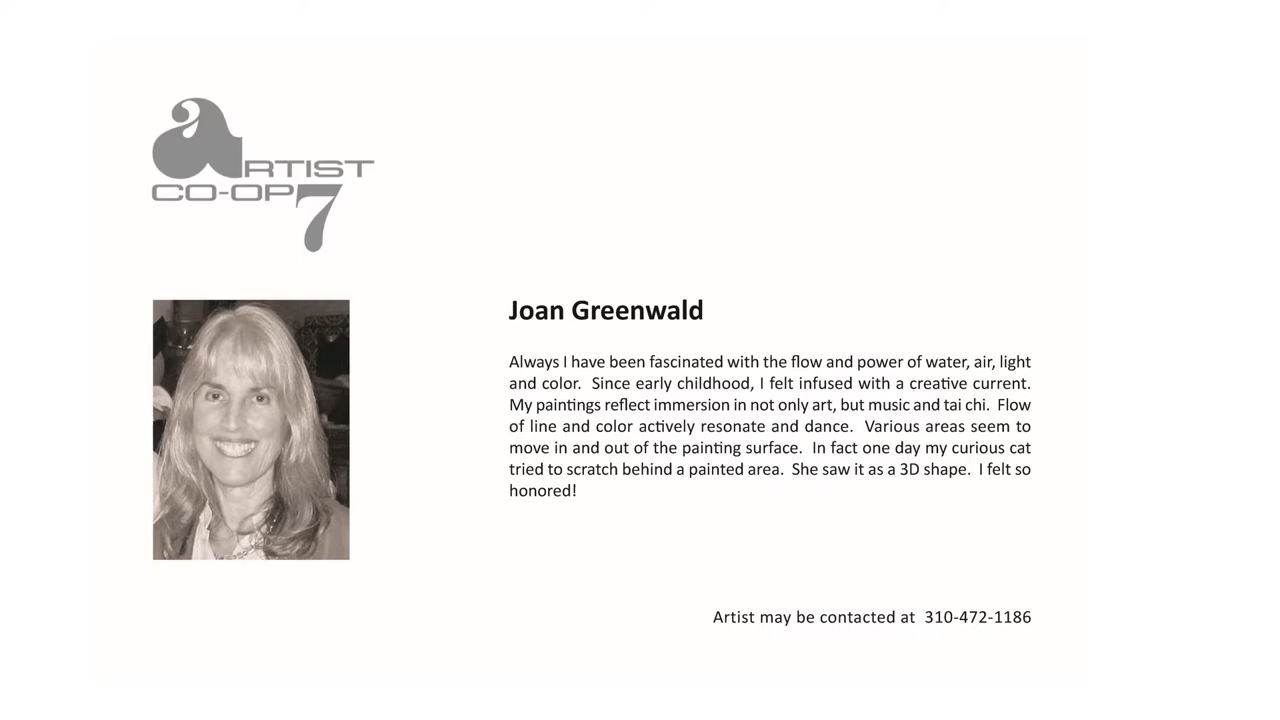 aRTIST
CO-OP 7
Joan Greenwald
Always I have been fascinated with the flow and power of water, air, light
and color.  Since early childhood, I felt infused with a creative current.
My paintings reflect immersion in not only art, but music and tai chi.  Flow
of line and color actively resonate and dance.  Various areas seem to
move in and out of the painting surface.  In fact one day my curious cat
tried to scratch behind a painted area.  She saw it as a 3D shape.  I felt so
honored!
Artist may be contacted at  310-472-1186